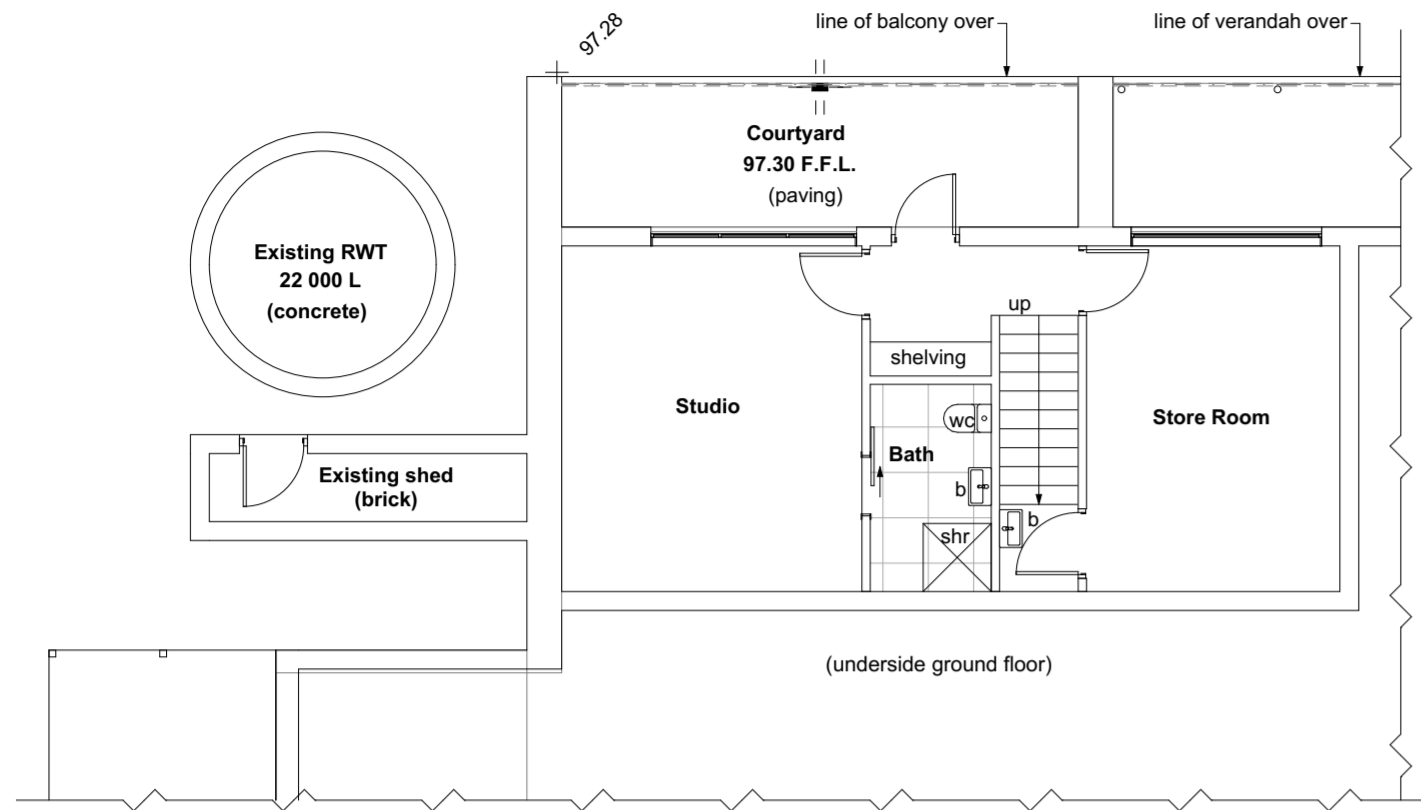 line of balcony over
line of verandah over
97.28
Courtyard
97.30 F.F.L.
(paving)
Existing RWT
22 000 L
(concrete)
up
shelving
Studio
wc
Store Room
Bath
Existing shed
(brick)
b
b
shr
(underside ground floor)